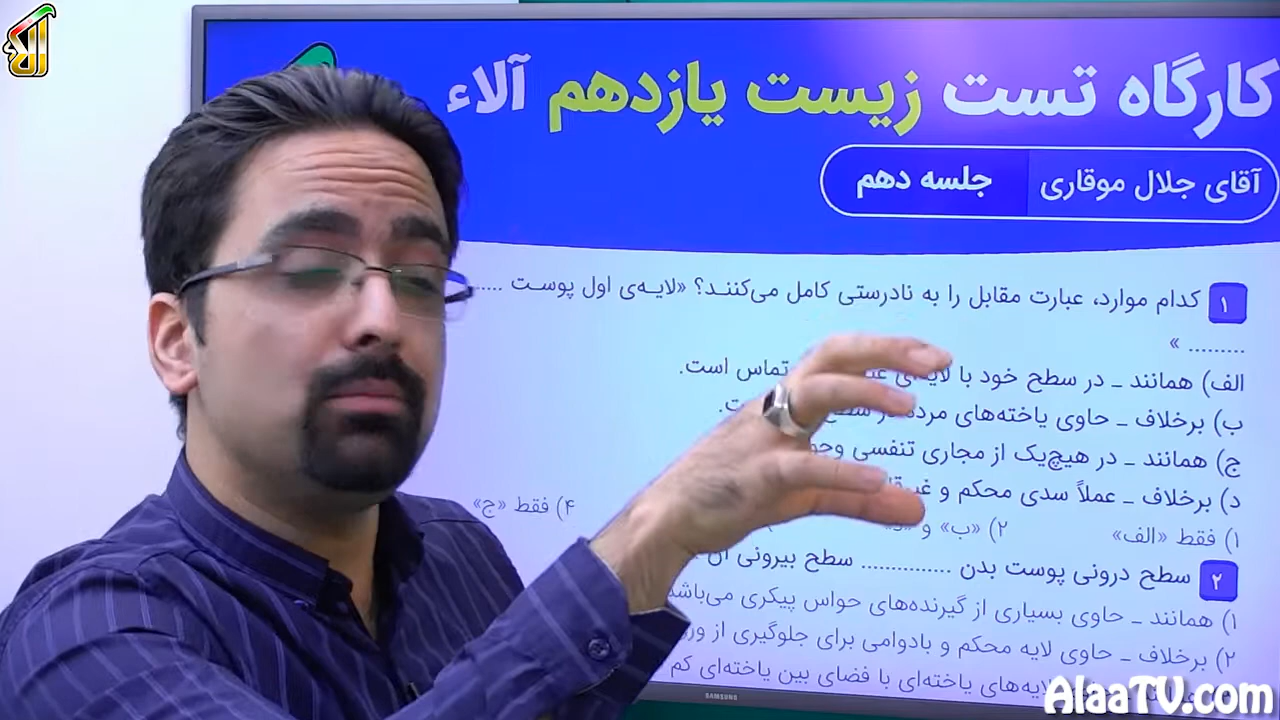 کارگاه تست زیست یازدهم آلاء
آقای جلال موقاری
جلسه دهم
۱ کدام موارد، عبارت مقابل را به نادرستی کامل می‌کنند؟ «لایه‌ی اول پوست .....
......... »
الف) همانند ـ در سطح خود با لایه‌ای تماس است.
ب) برخلاف ـ حاوی یاخته‌های مرده در سطح
ج) همانند ـ در هیچ‌یک از مجاری تنفسی
د) برخلاف ـ عملاً سدی محکم و
۱) فقط «الف» ۲) «ب» و ۴) فقط «ج»
۲ سطح درونی پوست بدن .............. سطح بیرونی آن
۱) همانند ـ حاوی بسیاری از گیرنده‌های حواس پیکری می‌باشد
۲) برخلاف ـ حاوی لایه محکم و بادوامی برای جلوگیری از
لایه‌های یاخته‌ای با فضای بین یاخته‌ای کم
SAMSUNG
AlaaTV.com